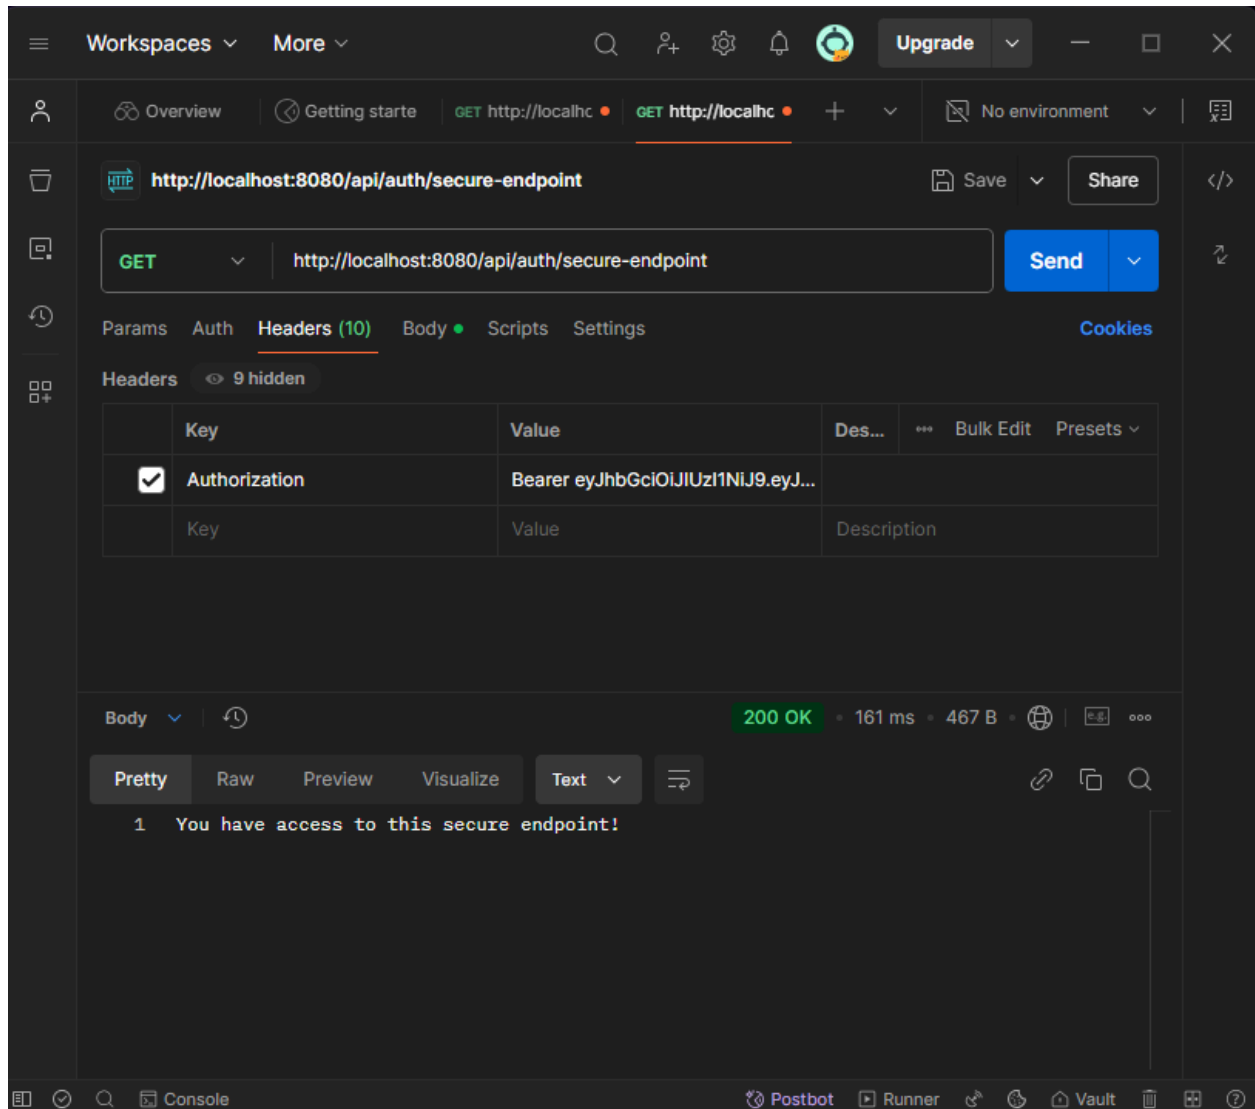 Workspaces More Upgrade
Overview Getting starte GET http://localhc GET http://localhc No environment
HTTP http://localhost:8080/api/auth/secure-endpoint Save Share
GET http://localhost:8080/api/auth/secure-endpoint Send
Params Auth Headers (10) Body Scripts Settings Cookies
Headers 9 hidden
Key Value Des... Bulk Edit Presets
Authorization Bearer eyJhbGciOiJIUzI1NiJ9.eyJ...
Key Value Description
Body 200 OK • 161 ms • 467 B • e.g.
Pretty Raw Preview Visualize Text
1 You have access to this secure endpoint!
Console Postbot Runner Vault